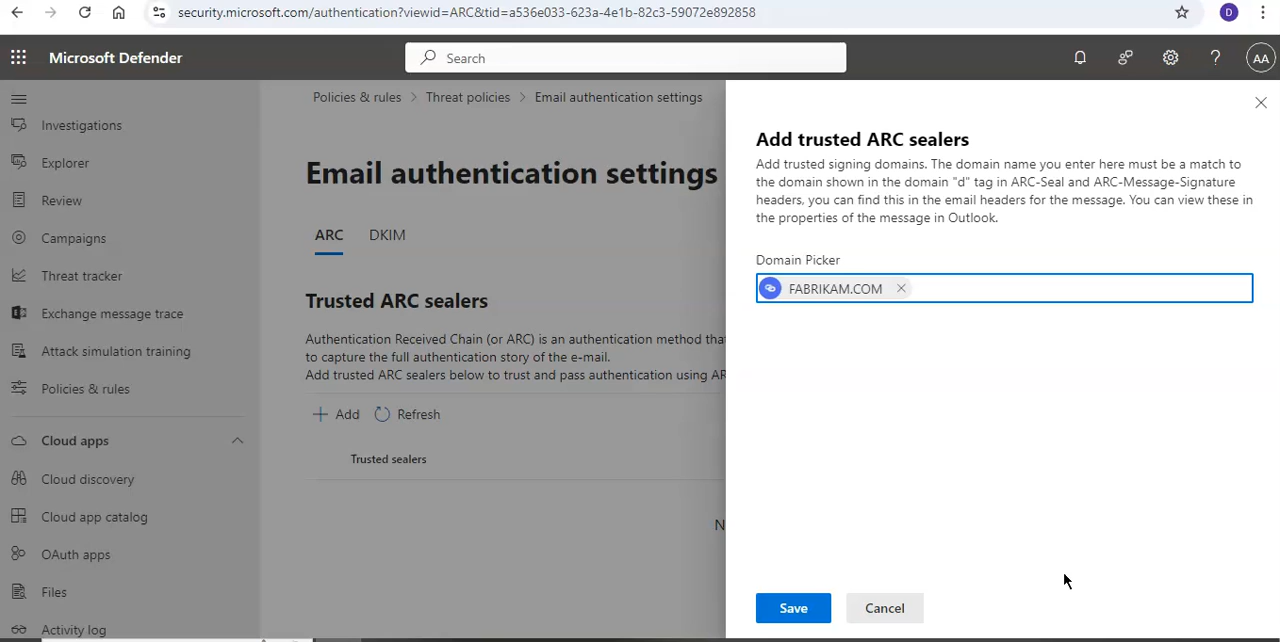 security.microsoft.com/authentication?viewid=ARC&tid=a536e033-623a-4e1b-82c3-59072e892858
D
Microsoft Defender
Search
AA
Investigations
Explorer
Review
Campaigns
Threat tracker
Exchange message trace
Attack simulation training
Policies & rules
Cloud apps
Cloud discovery
Cloud app catalog
OAuth apps
Files
Activity log
Policies & rules > Threat policies > Email authentication settings
Email authentication settings
ARC DKIM
Trusted ARC sealers
Authentication Received Chain (or ARC) is an authentication method that
to capture the full authentication story of the e-mail.
Add trusted ARC sealers below to trust and pass authentication using AR
Add Refresh
Trusted sealers
N
Add trusted ARC sealers
Add trusted signing domains. The domain name you enter here must be a match to
the domain shown in the domain "d" tag in ARC-Seal and ARC-Message-Signature
headers, you can find this in the email headers for the message. You can view these in
the properties of the message in Outlook.
Domain Picker
FABRIKAM.COM
Save Cancel